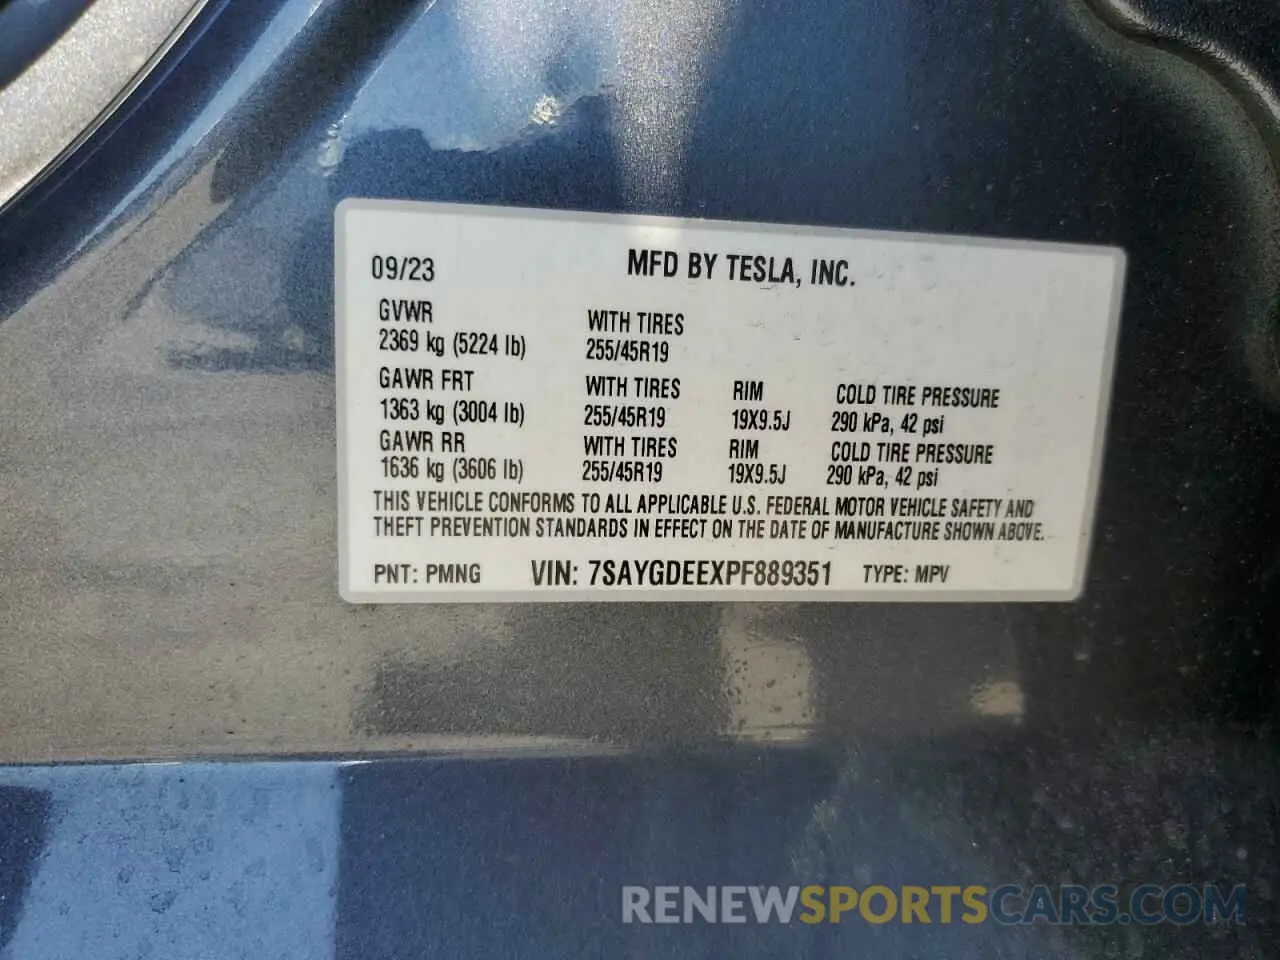 09/23 MFD BY TESLA, INC.
GVWR WITH TIRES
2369 kg (5224 lb) 255/45R19
GAWR FRT WITH TIRES RIM COLD TIRE PRESSURE
1363 kg (3004 lb) 255/45R19 19X9.5J 290 kPa, 42 psi
GAWR RR WITH TIRES RIM COLD TIRE PRESSURE
1636 kg (3606 lb) 255/45R19 19X9.5J 290 kPa, 42 psi
THIS VEHICLE CONFORMS TO ALL APPLICABLE U.S. FEDERAL MOTOR VEHICLE SAFETY AND
THEFT PREVENTION STANDARDS IN EFFECT ON THE DATE OF MANUFACTURE SHOWN ABOVE.
PNT: PMNG VIN: 7SAYGDEEXPF889351 TYPE: MPV
RENEWSPORTSCARS.COM